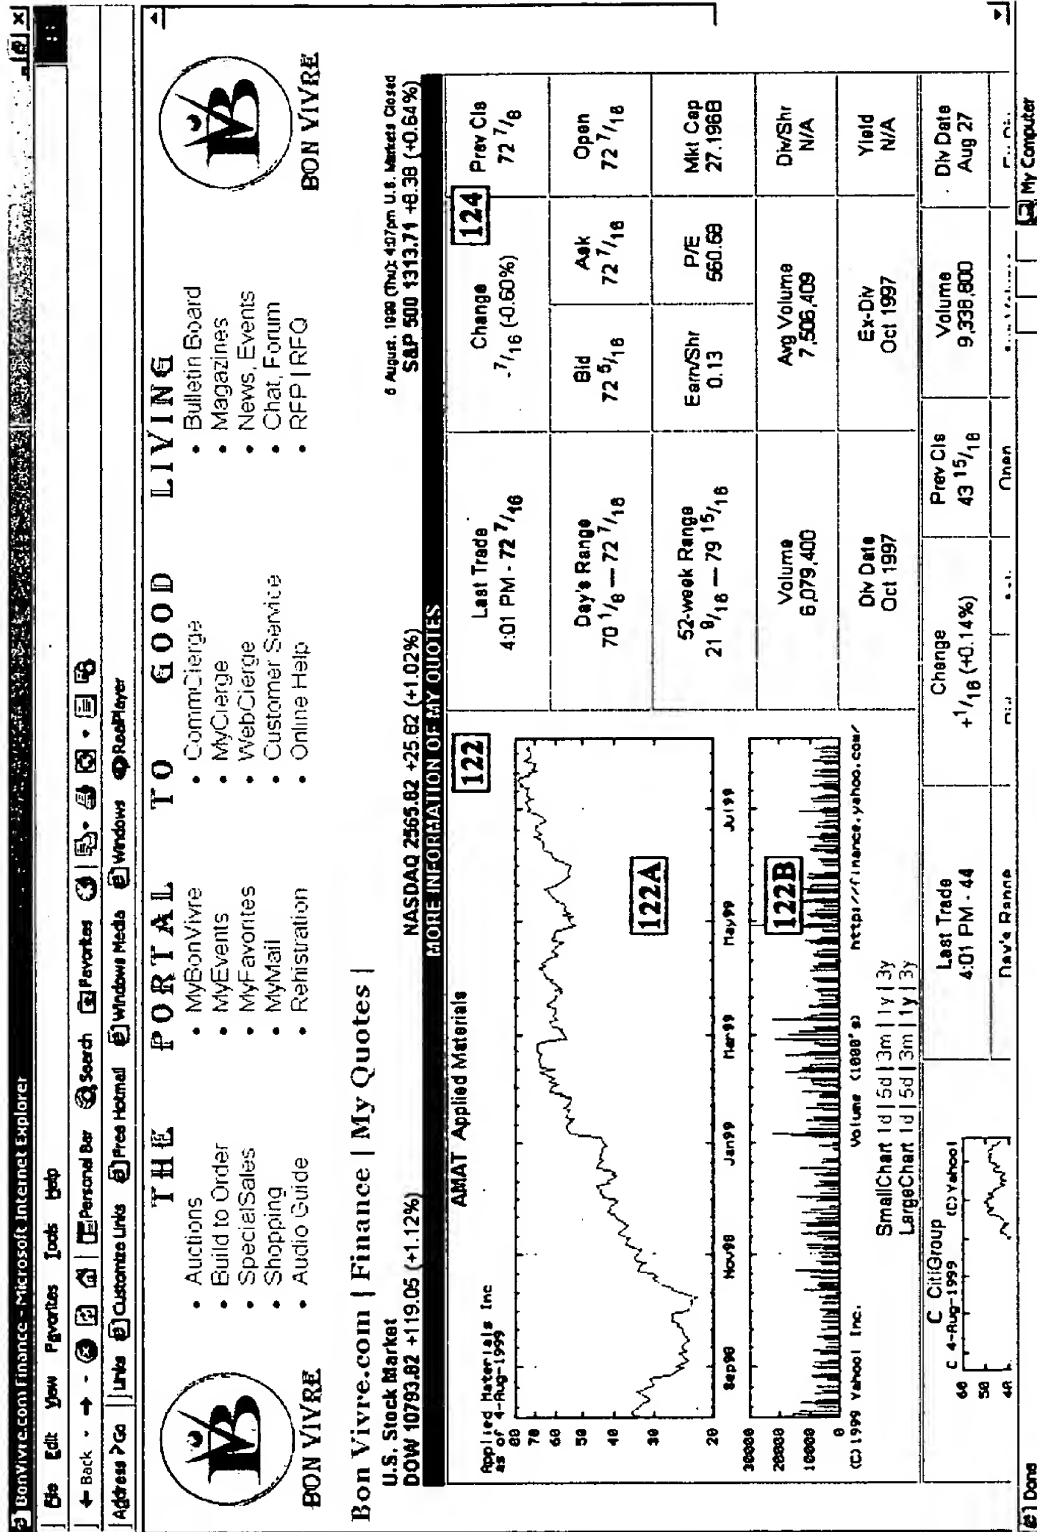 BonVivre.com Finance - Microsoft Internet Explorer
File Edit View Favorites Tools Help
Back Personal Bar Search Favorites
Address Go Links Customize Links Free Hotmail Windows Media Windows RealPlayer
THE PORTAL TO GOOD LIVING
BON VIVRE
• Auctions
• Build to Order
• SpecialSales
• Shopping
• Audio Guide
• MyBonVivre
• MyEvents
• MyFavorites
• MyMail
• Rehistration
• CommCierge
• MyCierge
• WebCierge
• Customer Service
• Online Help
• Bulletin Board
• Magazines
• News, Events
• Chat, Forum
• RFP | RFQ
BON VIVRE
Bon Vivre.com | Finance | My Quotes |
U.S. Stock Market
6 August, 1999 (Thu): 4:07pm U.S. Markets Closed
DOW 10793.82 +119.05 (+1.12%) NASDAQ 2565.82 +25.82 (+1.02%) S&P 500 1313.71 +8.38 (+0.64%)
MORE INFORMATION OF MY QUOTES
AMAT Applied Materials 122
Applied Materials Inc
as of 4-Aug-1999
80
70
60
50
40
30
20
122A
Sep98 Nov98 Jan99 Mar99 May99 Jul99
30000
20000
10000
0
122B
(C) 1999 Yahoo! Inc. Volume (1000's) http://finance.yahoo.com/
SmallChart 1d | 5d | 3m | 1y | 3y
LargeChart 1d | 5d | 3m | 1y | 3y
124
Last Trade
4:01 PM - 72 7/16
Change
-7/16 (-0.60%)
Prev Cls
72 7/8
Day's Range
70 1/8 — 72 7/16
Bid
72 5/16
Ask
72 7/16
Open
72 7/16
52-week Range
21 9/16 — 79 15/16
Earn/Shr
0.13
P/E
560.68
Mkt Cap
27.196B
Volume
6,079,400
Avg Volume
7,506,409
Div/Shr
N/A
Div Date
Oct 1997
Ex-Div
Oct 1997
Yield
N/A
C CitiGroup
C 4-Aug-1999 (C) Yahoo!
60
50
Last Trade
4:01 PM - 44
Change
+1/16 (+0.14%)
Prev Cls
43 15/16
Volume
9,338,800
Div Date
Aug 27
Day's Range
Open
Done
My Computer